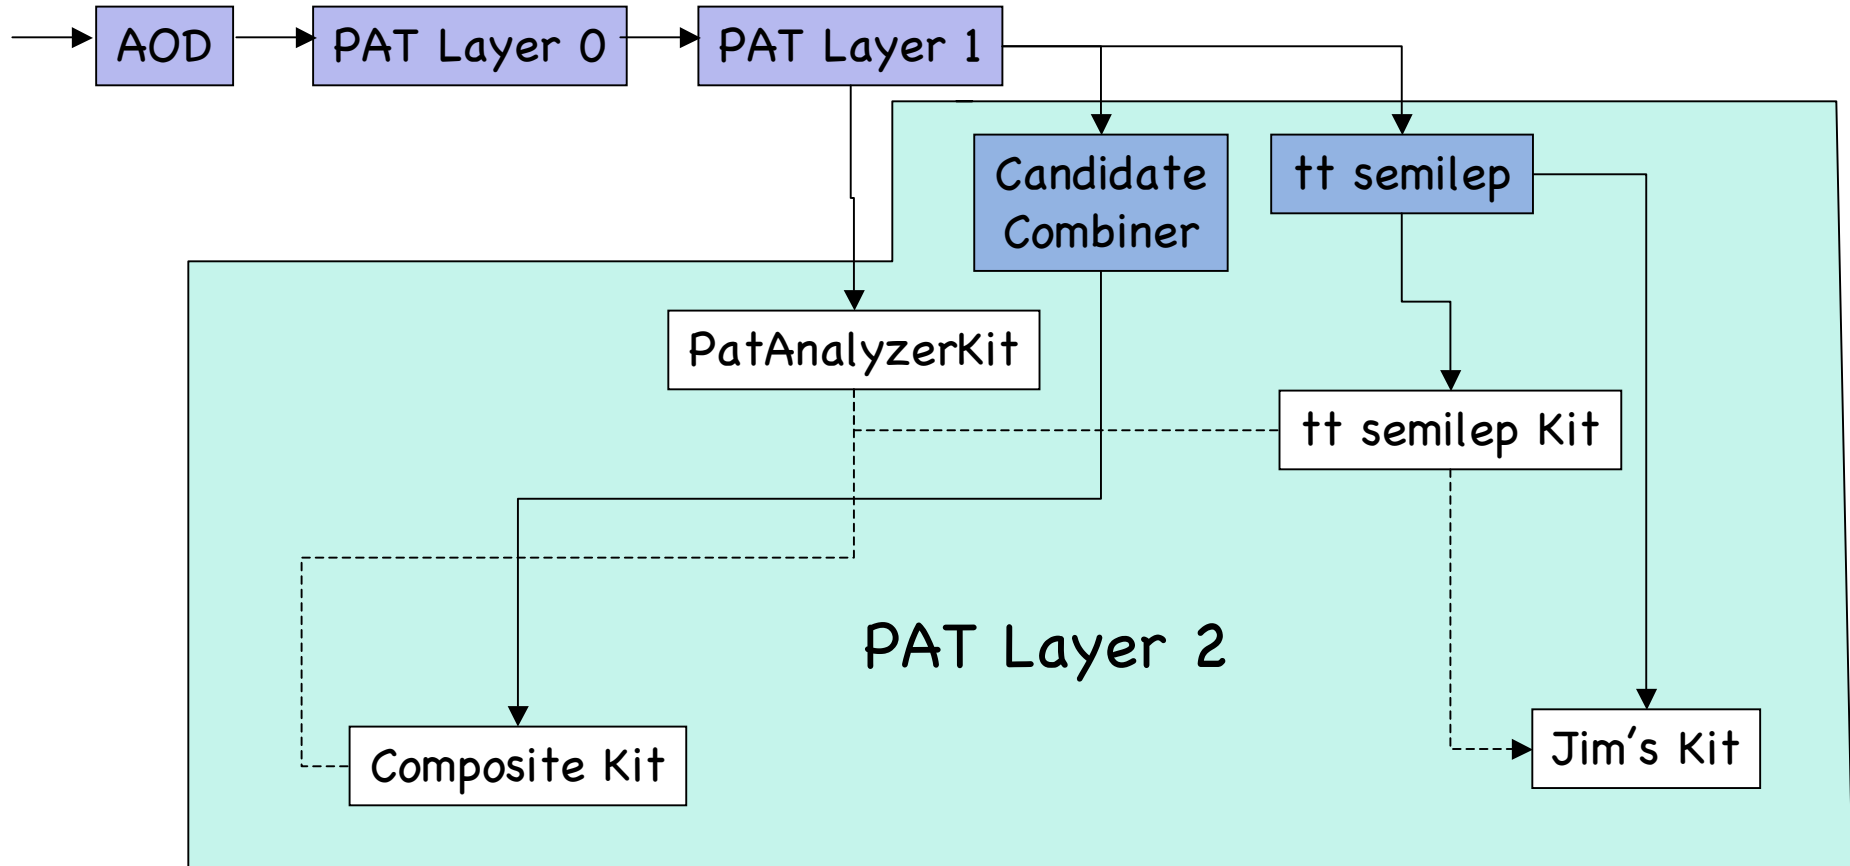 AOD
PAT Layer 0
PAT Layer 1
Candidate
Combiner
tt semilep
PatAnalyzerKit
tt semilep Kit
PAT Layer 2
Composite Kit
Jim's Kit